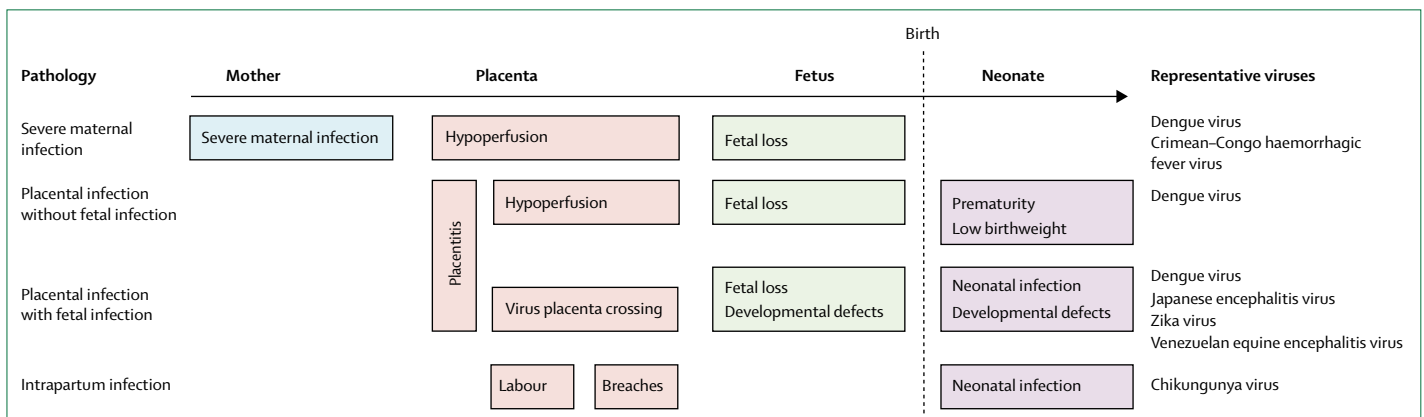 Birth
Pathology Mother Placenta Fetus Neonate Representative viruses
Severe maternal
infection
Severe maternal infection
Hypoperfusion
Fetal loss
Dengue virus
Crimean–Congo haemorrhagic
fever virus
Placental infection
without fetal infection
Placentitis
Hypoperfusion
Fetal loss
Prematurity
Low birthweight
Dengue virus
Placental infection
with fetal infection
Virus placenta crossing
Fetal loss
Developmental defects
Neonatal infection
Developmental defects
Dengue virus
Japanese encephalitis virus
Zika virus
Venezuelan equine encephalitis virus
Intrapartum infection
Labour
Breaches
Neonatal infection
Chikungunya virus